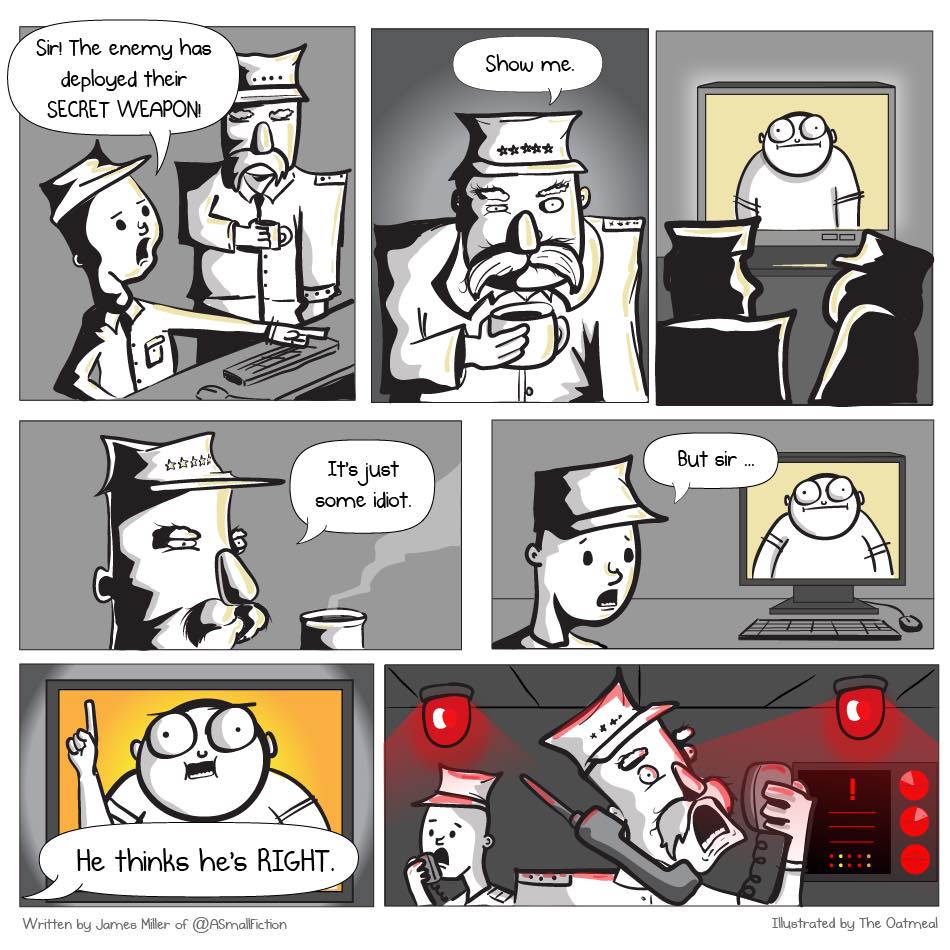 Sir! The enemy has
deployed their
SECRET WEAPON!
Show me.
It's just
some idiot.
But sir ...
He thinks he's RIGHT.
!
Written by James Miller of @ASmallFiction
Illustrated by The Oatmeal